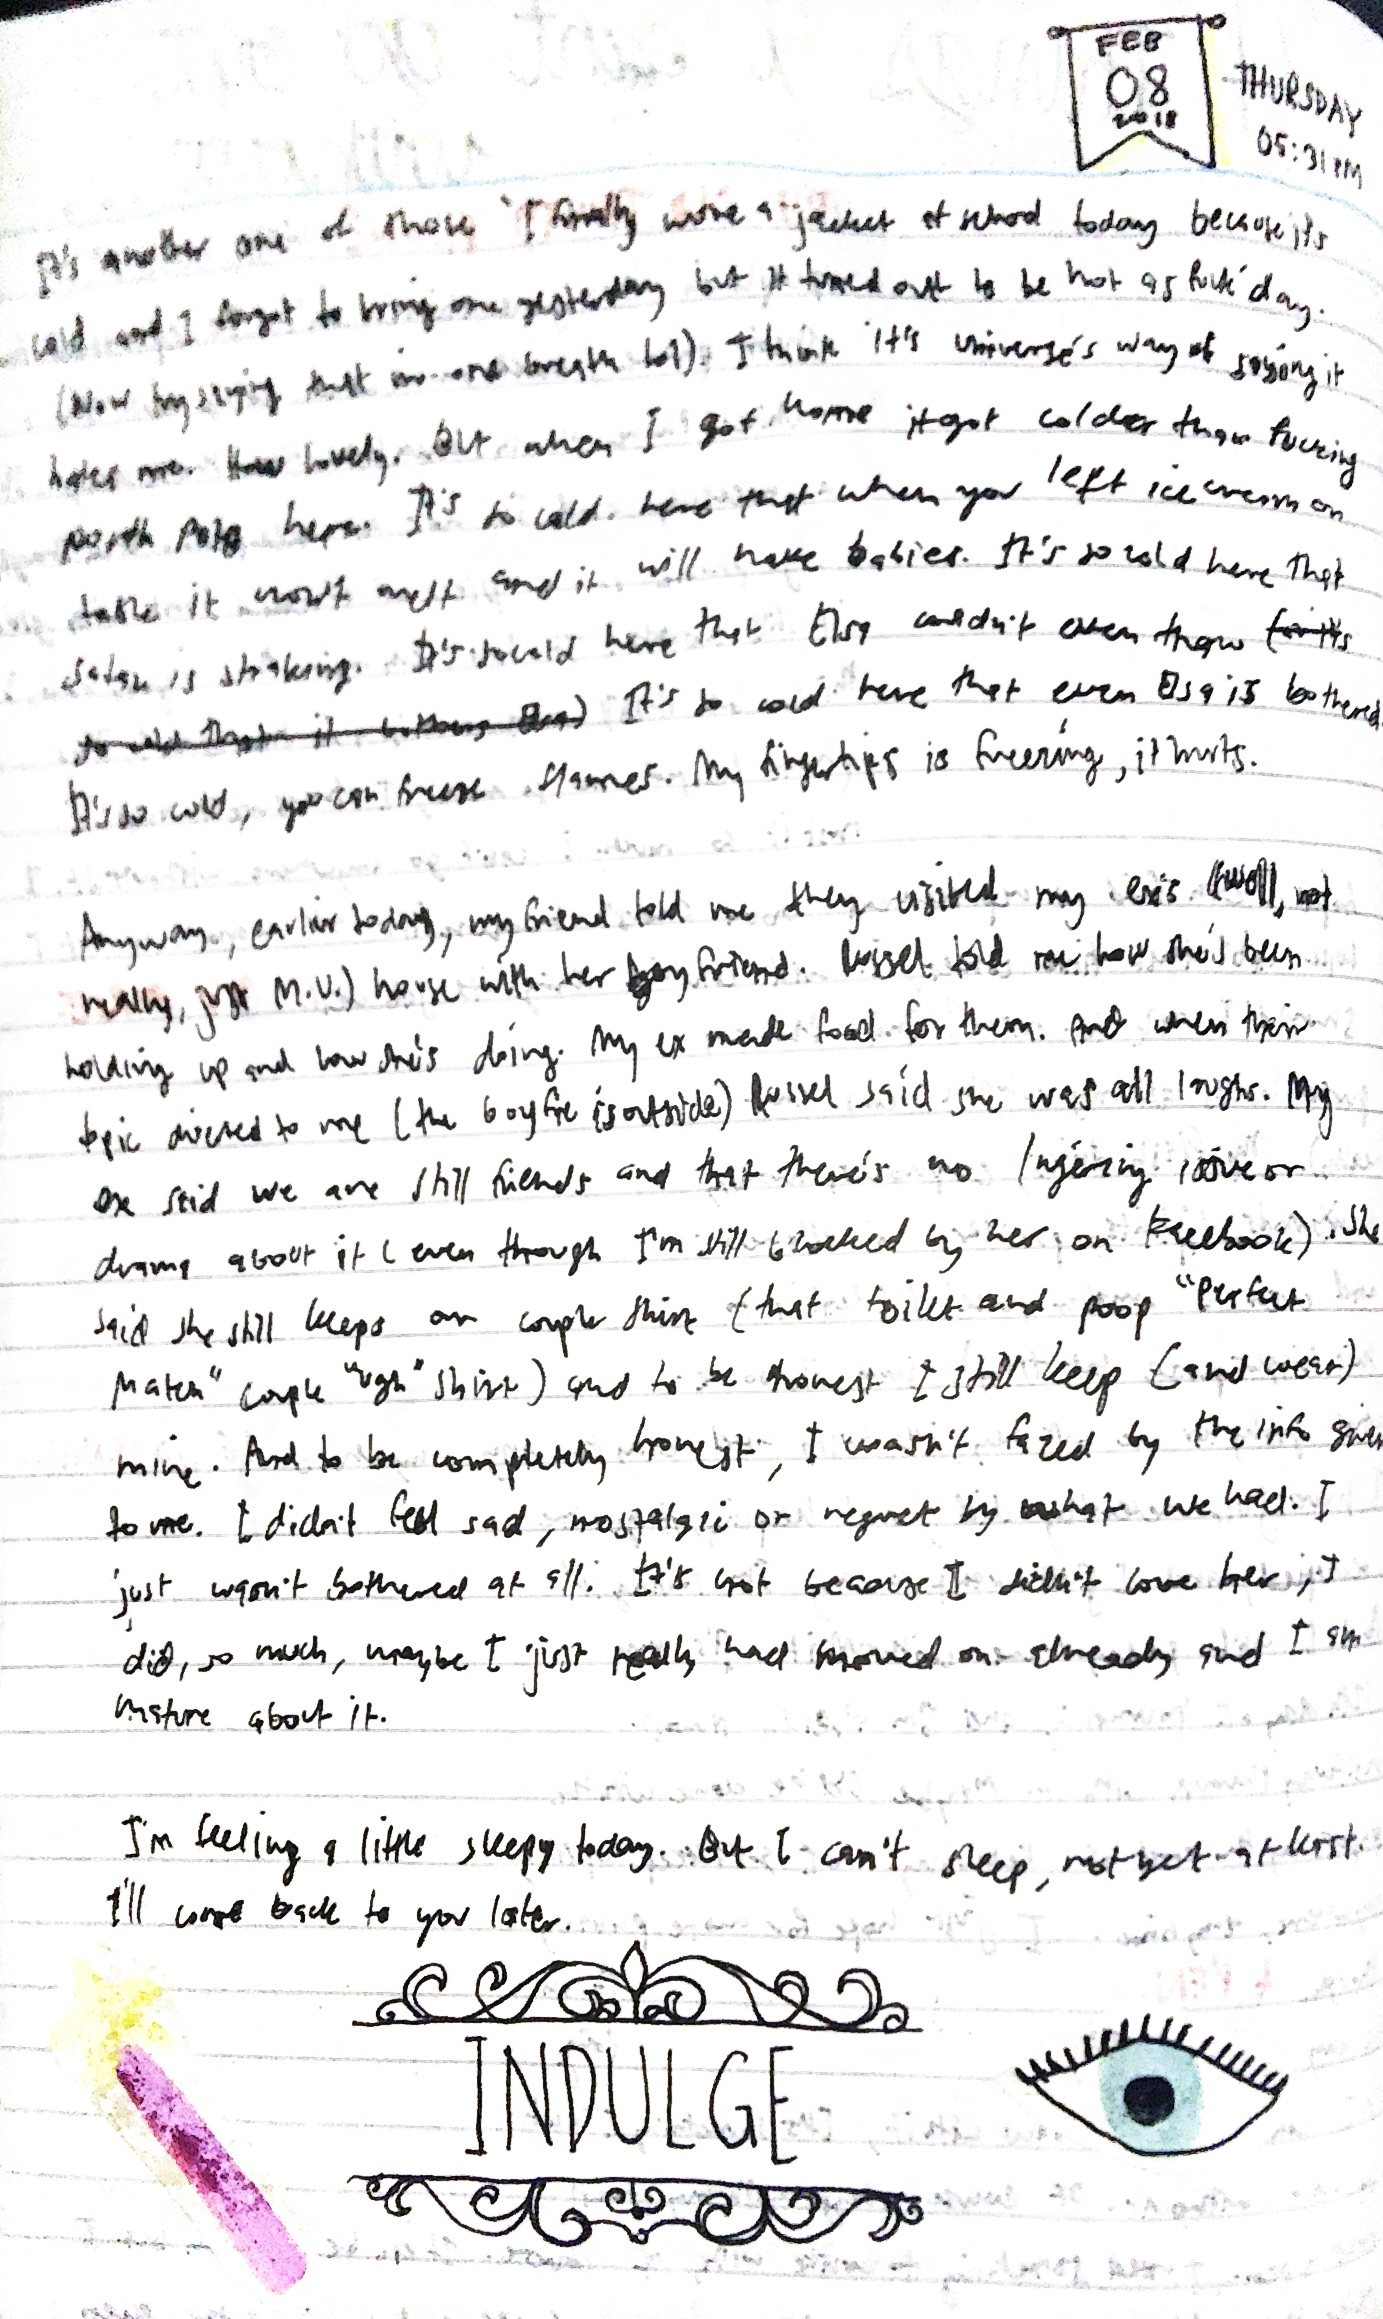 FEB
08
2018
THURSDAY
05:31 PM
It's another one of those 'I finally wore a jacket at school today because its
cold and I forgot to bring one yesterday but it turned out to be hot as fuck' day.
(Now try saying that in one breath lol). I think it's universe's way of saying it
hates me. How lovely. But when I got home it got colder than fucking
north pole here. It's so cold here that when you left ice cream on
table it won't melt and it will make babies. It's so cold here that
Satan is shaking. It's so cold here that Elsa couldn't even thaw (for its
so cold that it bothers Elsa) It's so cold here that even Elsa is bothered.
It's so cold, you can freeze flames. My fingertips is freezing, it hurts.
Anyway, earlier today, my friend told me they visited my ex's (well, not
really, just M.U.) house with her boyfriend. Russel told me how she's been
holding up and how she's doing. My ex made food for them. And when their
topic diverted to me (the boyfie is outside) Russel said she was all laughs. My
ex said we are still friends and that there's no lingering issue or
drama about it (even through I'm still blocked by her on Facebook). She
said she still keeps our couple shirt (that toilet and poop "Perfect
Match" couple "ugh" shirt) and to be honest I still keep (and wear)
mine. And to be completely honest, I wasn't fazed by the info given
to me. I didn't feel sad, nostalgic or regret by what we had. I
just wasn't bothered at all. It's not because I didn't love her, I
did, so much, maybe I just really had moved on already and I am
mature about it.
I'm feeling a little sleepy today. But I can't sleep, not yet at least.
I'll come back to you later.
INDULGE